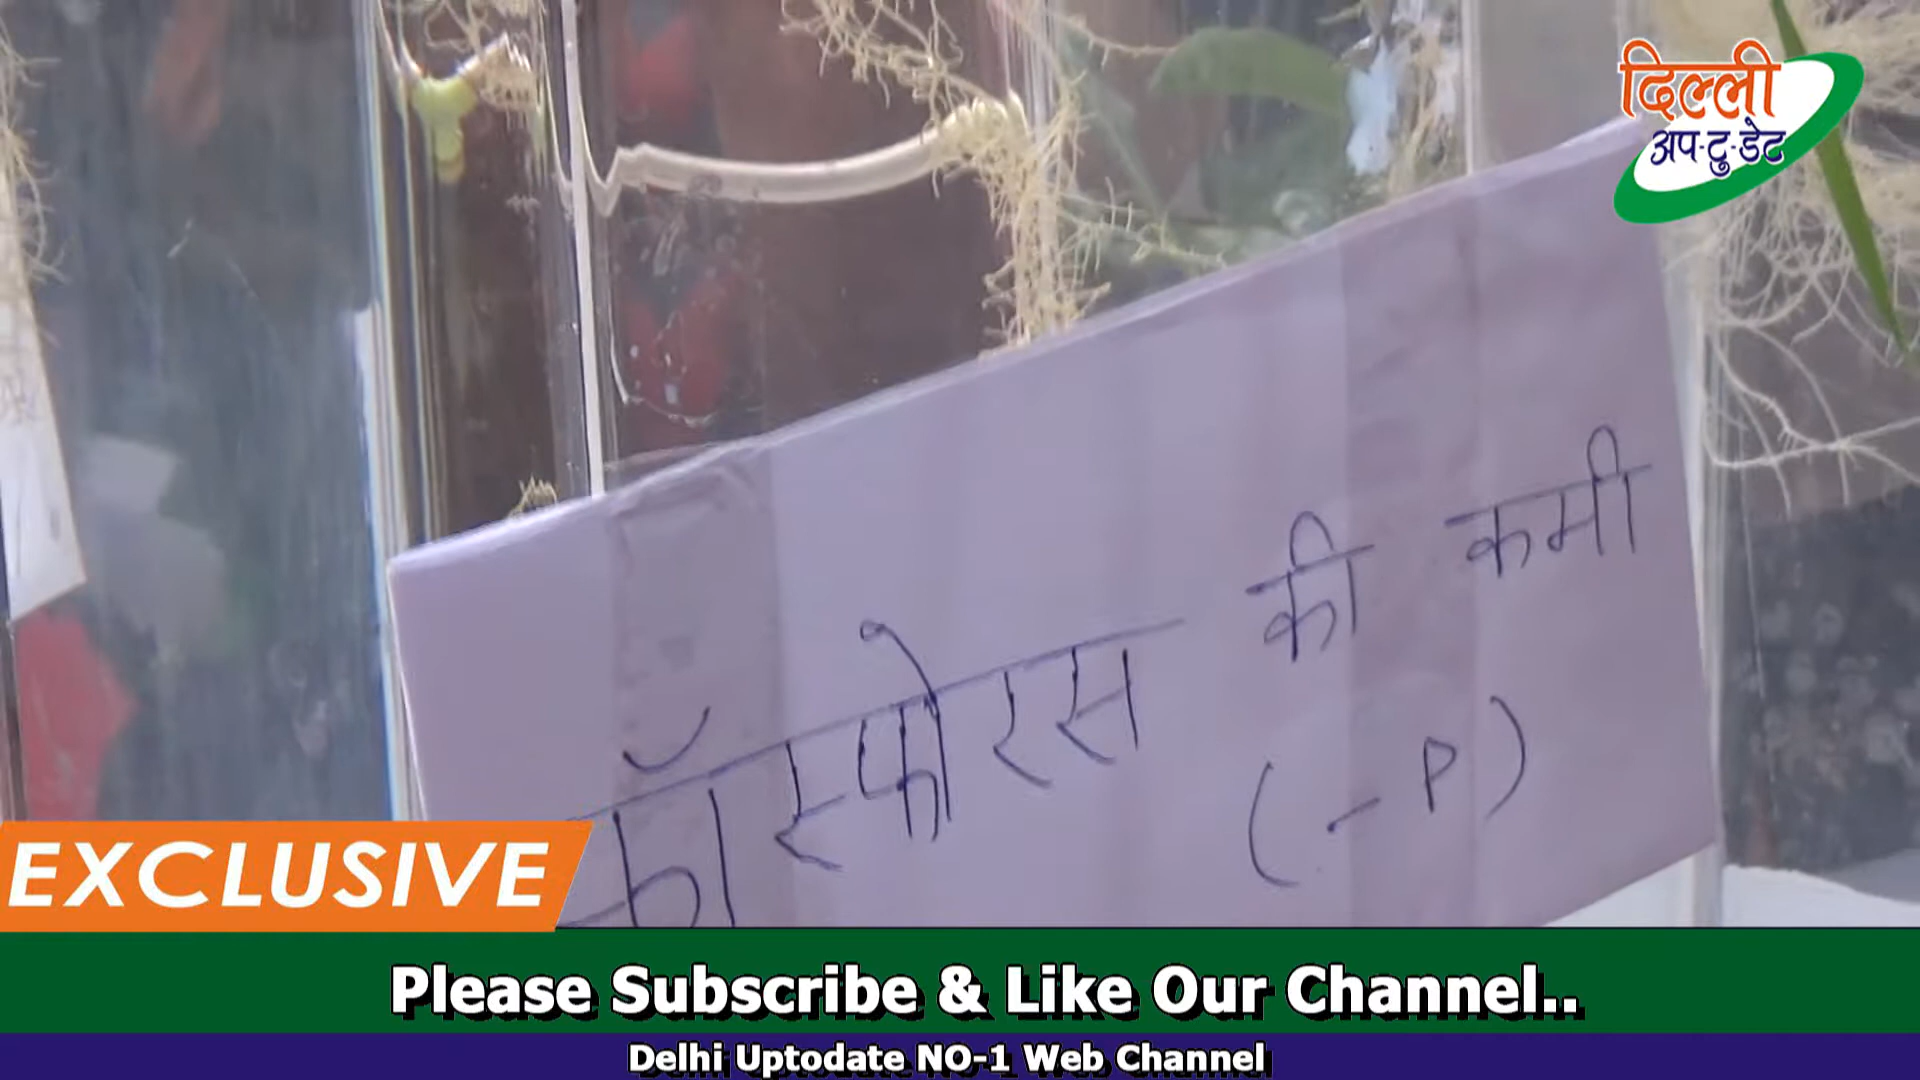 दिल्ली
अप-टु-डेट
फॉस्फोरस की कमी
(-P)
EXCLUSIVE
Please Subscribe & Like Our Channel..
Delhi Uptodate NO-1 Web Channel